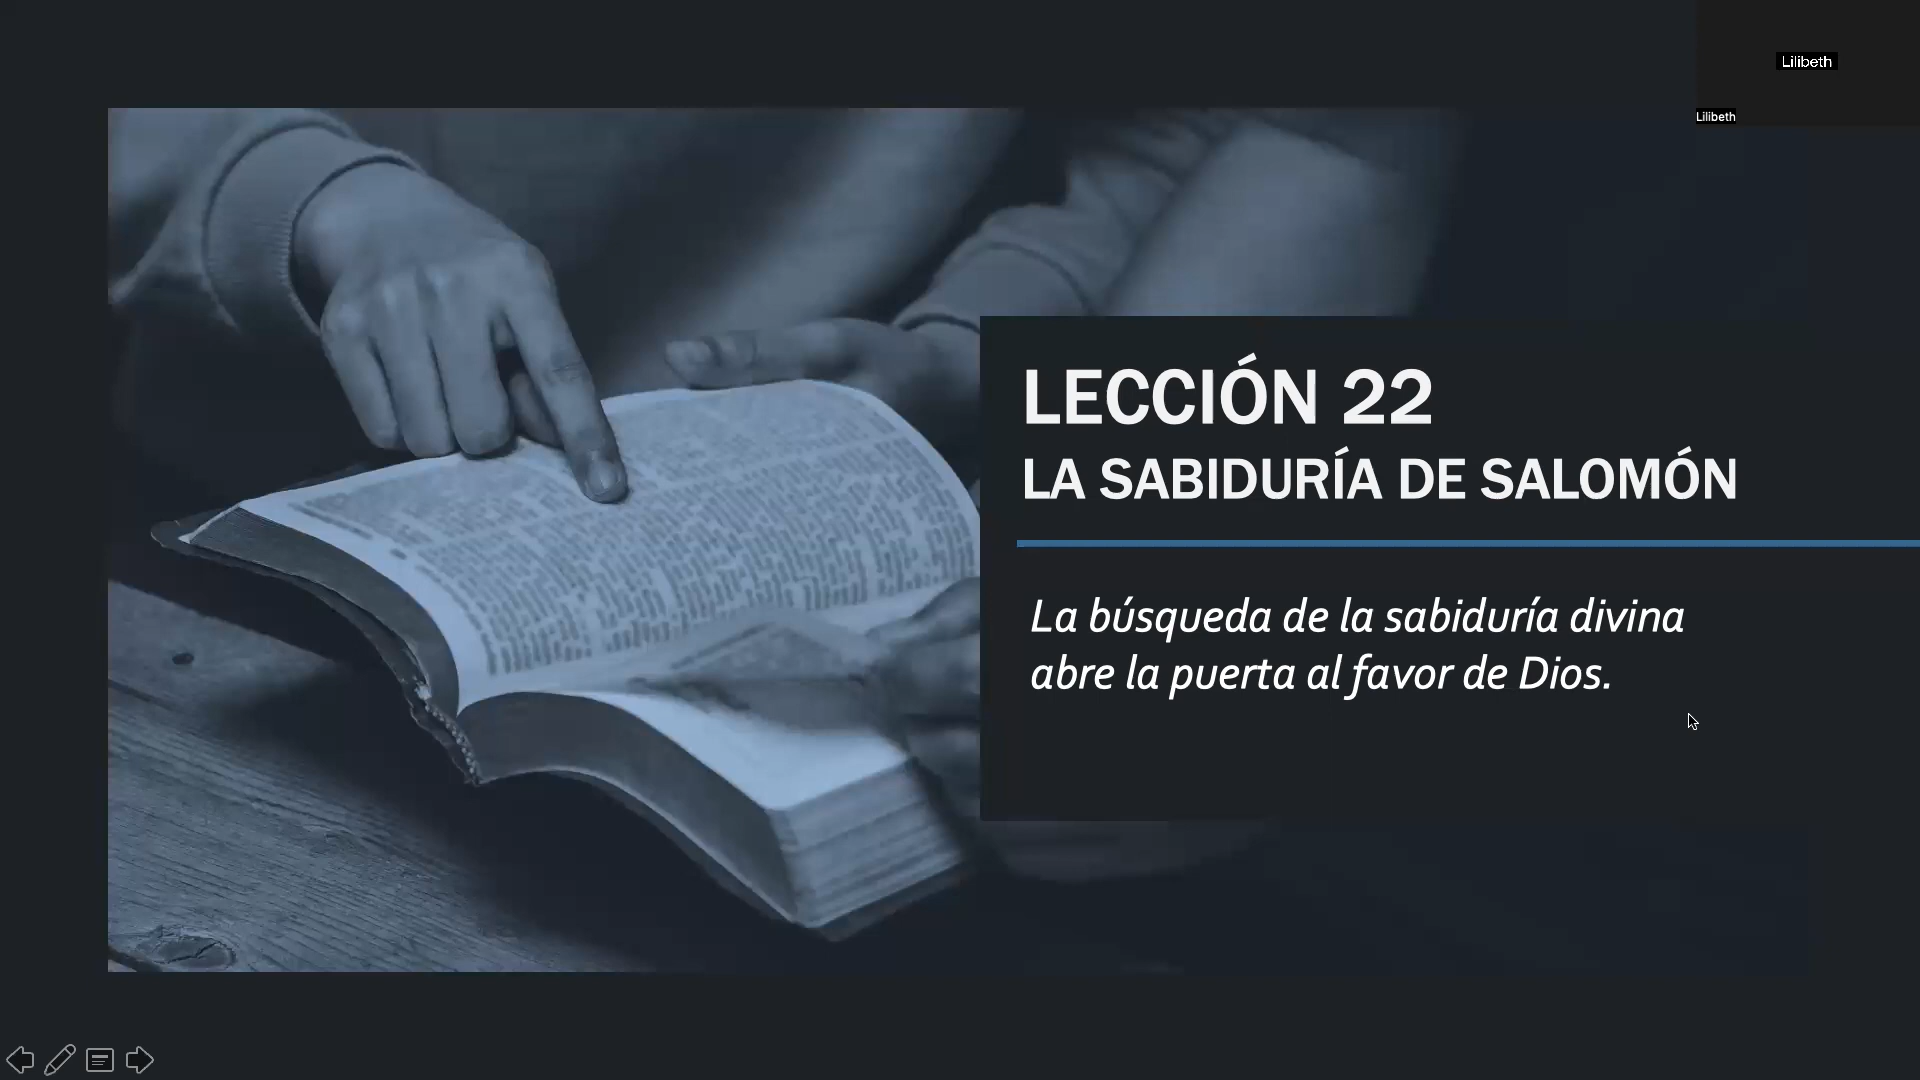 Lilibeth
Lilibeth
LECCIÓN 22
LA SABIDURÍA DE SALOMÓN
La búsqueda de la sabiduría divina
abre la puerta al favor de Dios.